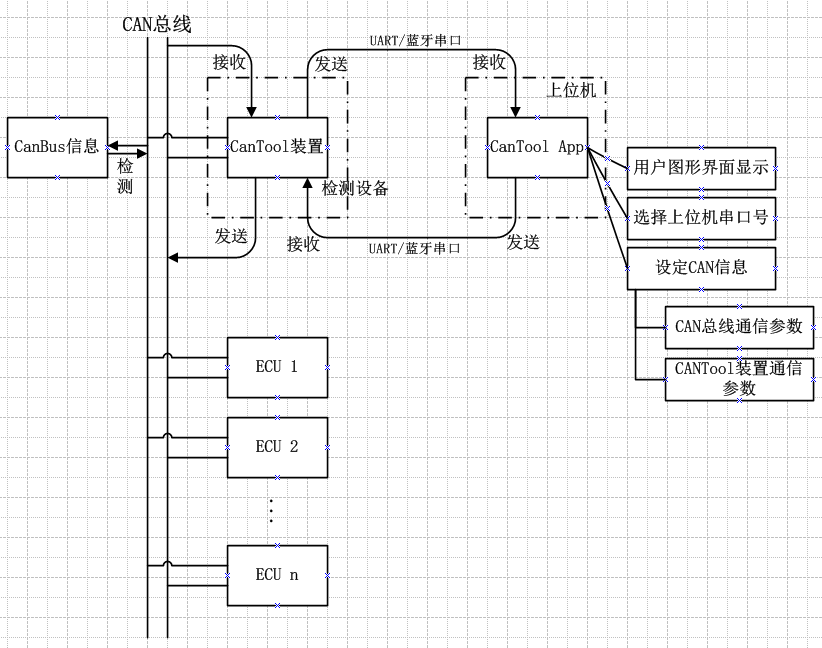 CAN总线
UART/蓝牙串口
接收
发送
接收
上位机
CanBus信息
CanTool装置
CanTool App
检
测
用户图形界面显示
检测设备
选择上位机串口号
发送
接收
UART/蓝牙串口
发送
设定CAN信息
CAN总线通信参数
ECU 1
CANTool装置通信
参数
ECU 2
⋮
ECU n